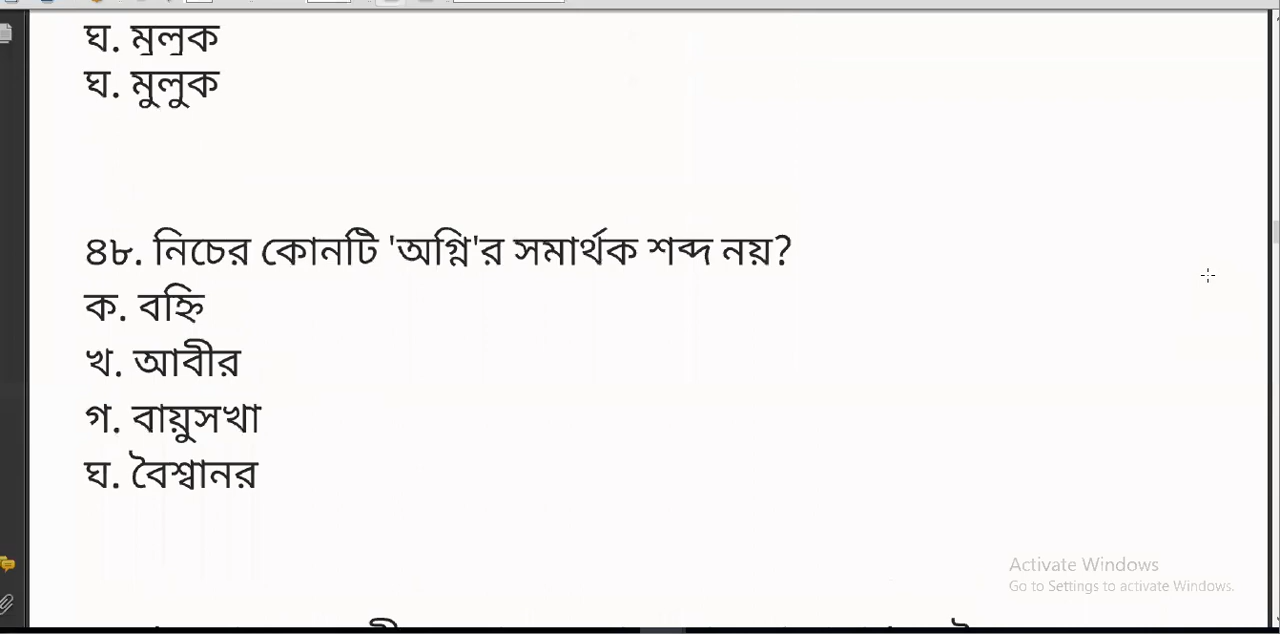 ঘ. মুলুক
ঘ. মুলুক
৪৮. নিচের কোনটি 'অগ্নি'র সমার্থক শব্দ নয়?
ক. বহ্নি
খ. আবীর
গ. বায়ুসখা
ঘ. বৈশ্বানর
Activate Windows
Go to Settings to activate Windows.